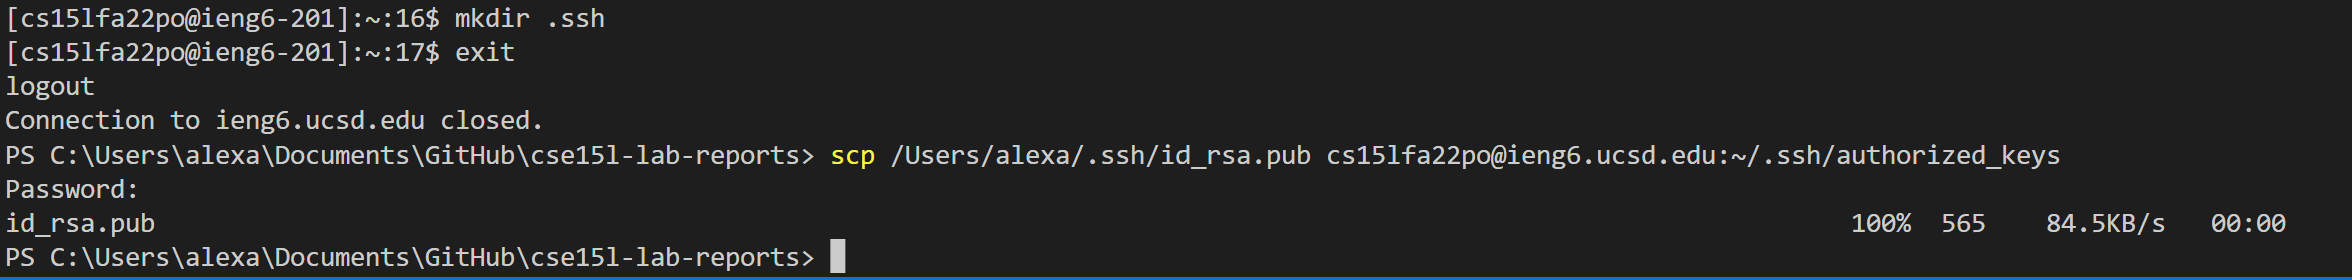 [cs15lfa22po@ieng6-201]:~:16$ mkdir .ssh
[cs15lfa22po@ieng6-201]:~:17$ exit
logout
Connection to ieng6.ucsd.edu closed.
PS C:\Users\alexa\Documents\GitHub\cse15l-lab-reports> scp /Users/alexa/.ssh/id_rsa.pub cs15lfa22po@ieng6.ucsd.edu:~/.ssh/authorized_keys
Password:
id_rsa.pub 100% 565 84.5KB/s 00:00
PS C:\Users\alexa\Documents\GitHub\cse15l-lab-reports>